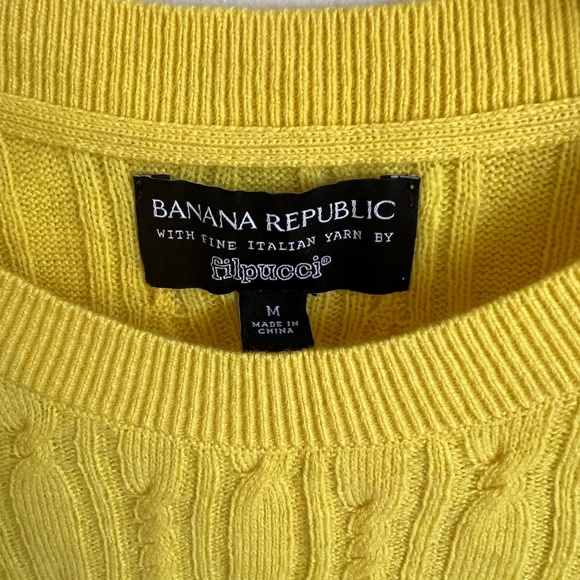 BANANA REPUBLIC
WITH FINE ITALIAN YARN BY
filpucci®
M
MADE IN
CHINA